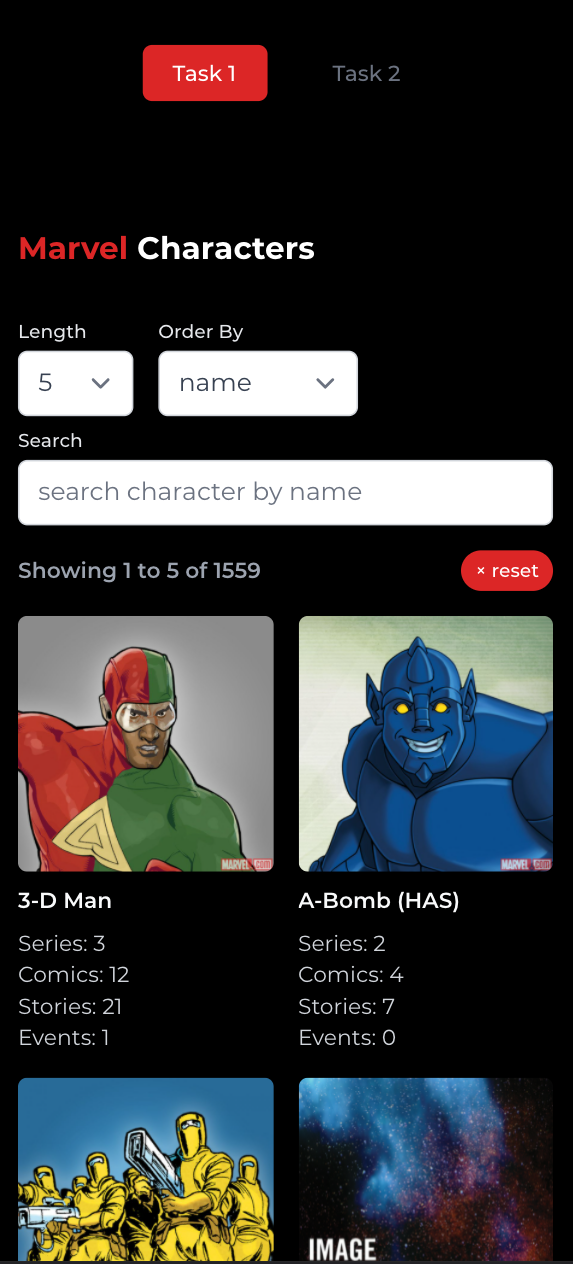 Task 1 Task 2
Marvel Characters
Length Order By
5 name
Search
search character by name
Showing 1 to 5 of 1559 × reset
MARVEL.COM MARVEL.COM
3-D Man A-Bomb (HAS)
Series: 3 Series: 2
Comics: 12 Comics: 4
Stories: 21 Stories: 7
Events: 1 Events: 0
IMAGE